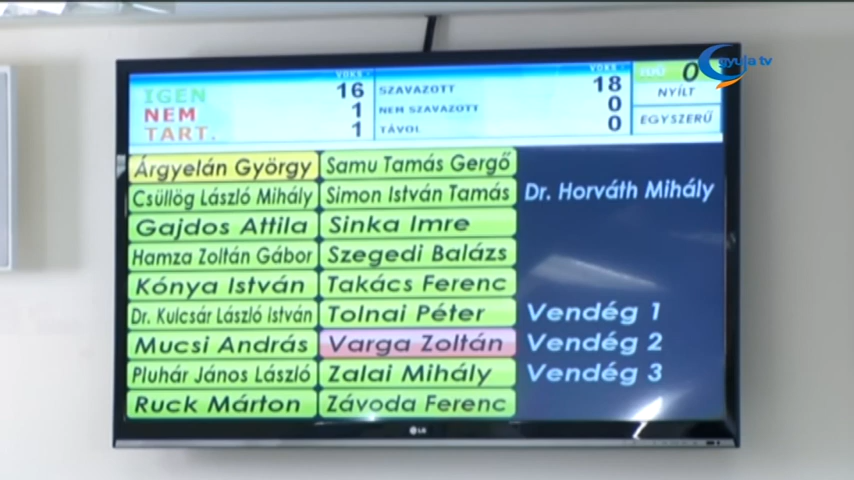 gyula tv
VOKS
VOKS
IGEN 16 SZAVAZOTT 18 IDŐ 0
NEM 1 NEM SZAVAZOTT 0 NYÍLT
TART. 1 TÁVOL 0 EGYSZERŰ
Árgyelán György Samu Tamás Gergő
Csüllög László Mihály Simon István Tamás Dr. Horváth Mihály
Gajdos Attila Sinka Imre
Hamza Zoltán Gábor Szegedi Balázs
Kónya István Takács Ferenc
Dr. Kulcsár László István Tolnai Péter Vendég 1
Mucsi András Varga Zoltán Vendég 2
Pluhár János László Zalai Mihály Vendég 3
Ruck Márton Závoda Ferenc
LG